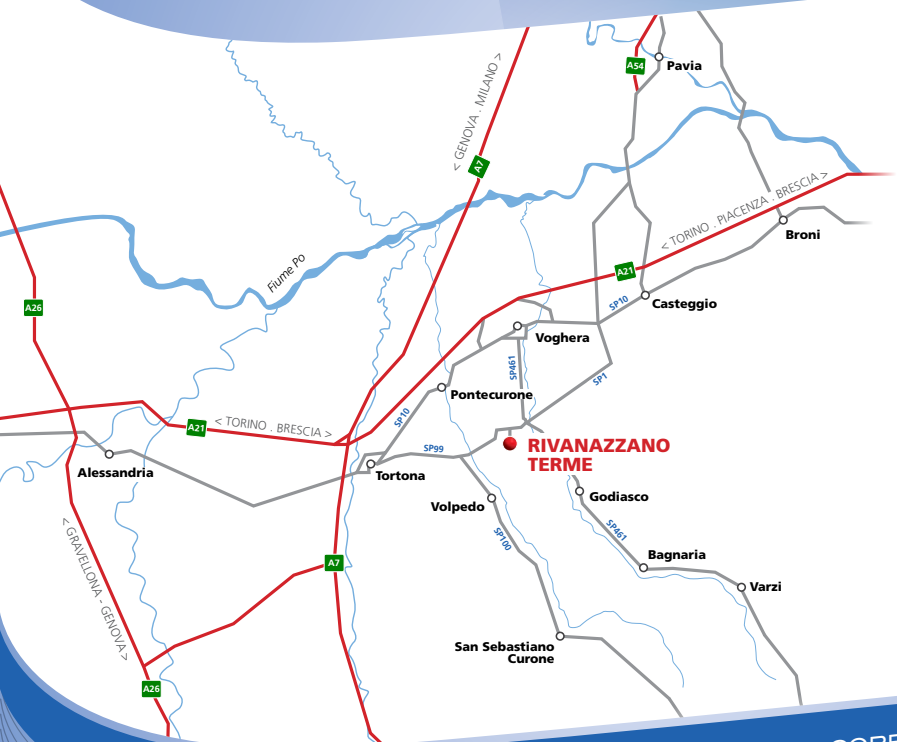 A54
Pavia
< GENOVA . MILANO >
A7
< TORINO . PIACENZA . BRESCIA >
Broni
Fiume Po
A21
A26
SP10
Casteggio
Voghera
SP461
SP1
Pontecurone
SP10
A21
< TORINO . BRESCIA >
SP99
RIVANAZZANO
TERME
Alessandria
Tortona
Godiasco
Volpedo
SP461
SP100
< GRAVELLONA - GENOVA >
Bagnaria
A7
Varzi
San Sebastiano
Curone
A26